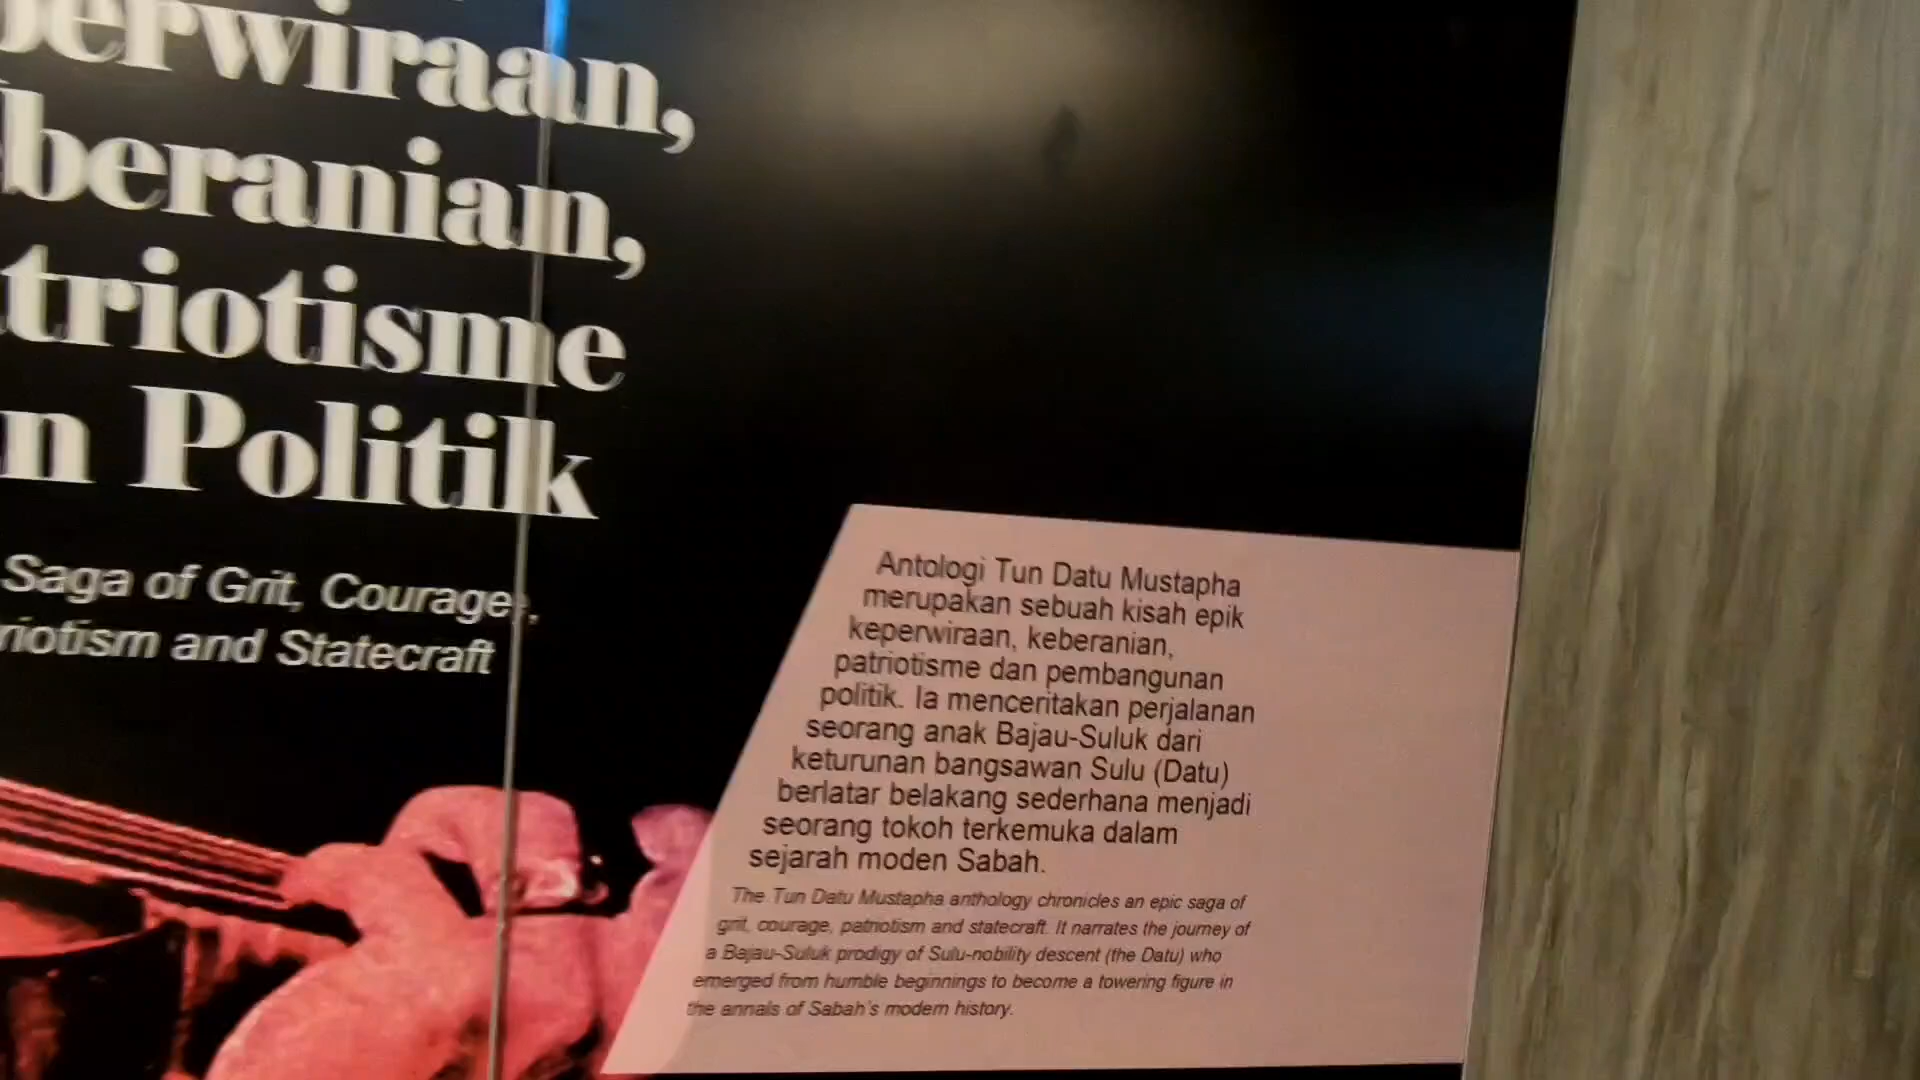 perwiraan,
beranian,
triotisme
n Politik
Saga of Grit, Courage,
riotism and Statecraft
Antologi Tun Datu Mustapha
merupakan sebuah kisah epik
keperwiraan, keberanian,
patriotisme dan pembangunan
politik. Ia menceritakan perjalanan
seorang anak Bajau-Suluk dari
keturunan bangsawan Sulu (Datu)
berlatar belakang sederhana menjadi
seorang tokoh terkemuka dalam
sejarah moden Sabah.
The Tun Datu Mustapha anthology chronicles an epic saga of
grit, courage, patriotism and statecraft. It narrates the journey of
a Bajau-Suluk prodigy of Sulu-nobility descent (the Datu) who
emerged from humble beginnings to become a towering figure in
the annals of Sabah's modern history.